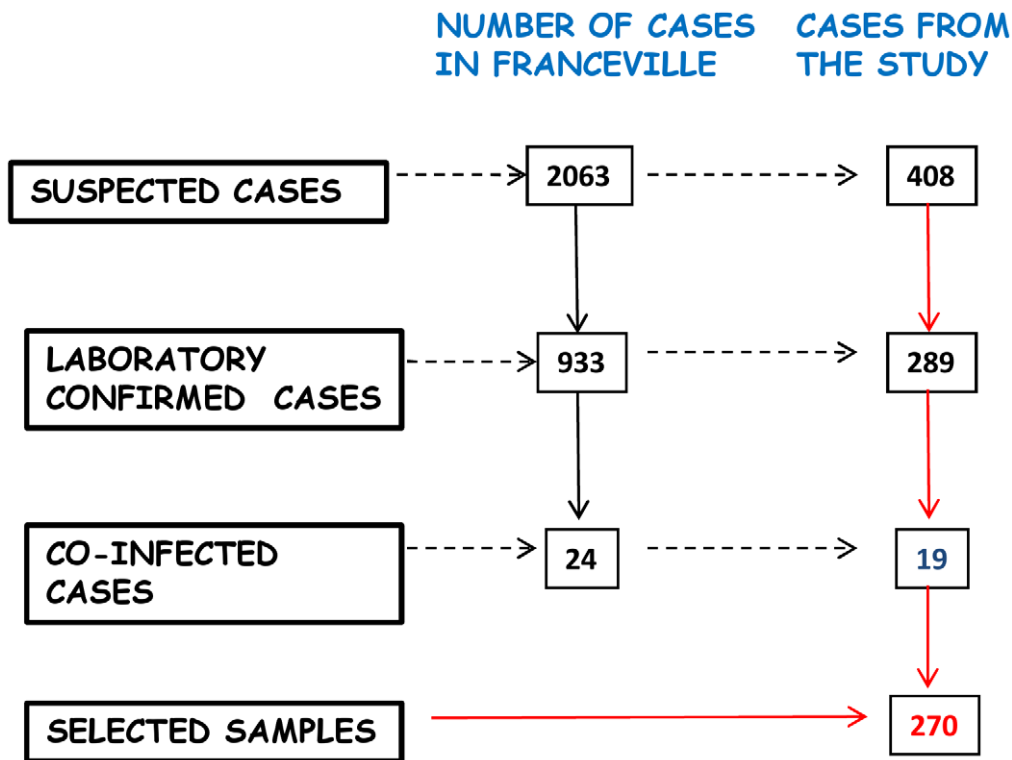 NUMBER OF CASES
IN FRANCEVILLE
CASES FROM
THE STUDY
SUSPECTED CASES
2063
408
LABORATORY
CONFIRMED CASES
933
289
CO-INFECTED
CASES
24
19
SELECTED SAMPLES
270